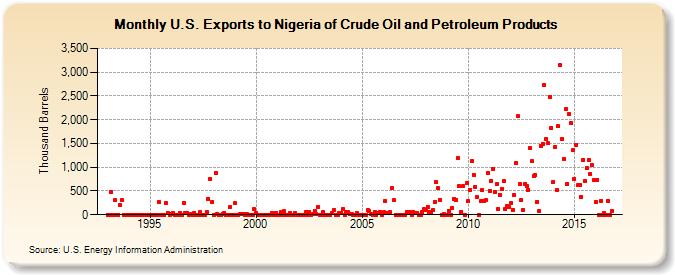 Monthly U.S. Exports to Nigeria of Crude Oil and Petroleum Products
Thousand Barrels
3,500
3,000
2,500
2,000
1,500
1,000
500
0
1995 2000 2005 2010 2015
Source: U.S. Energy Information Administration